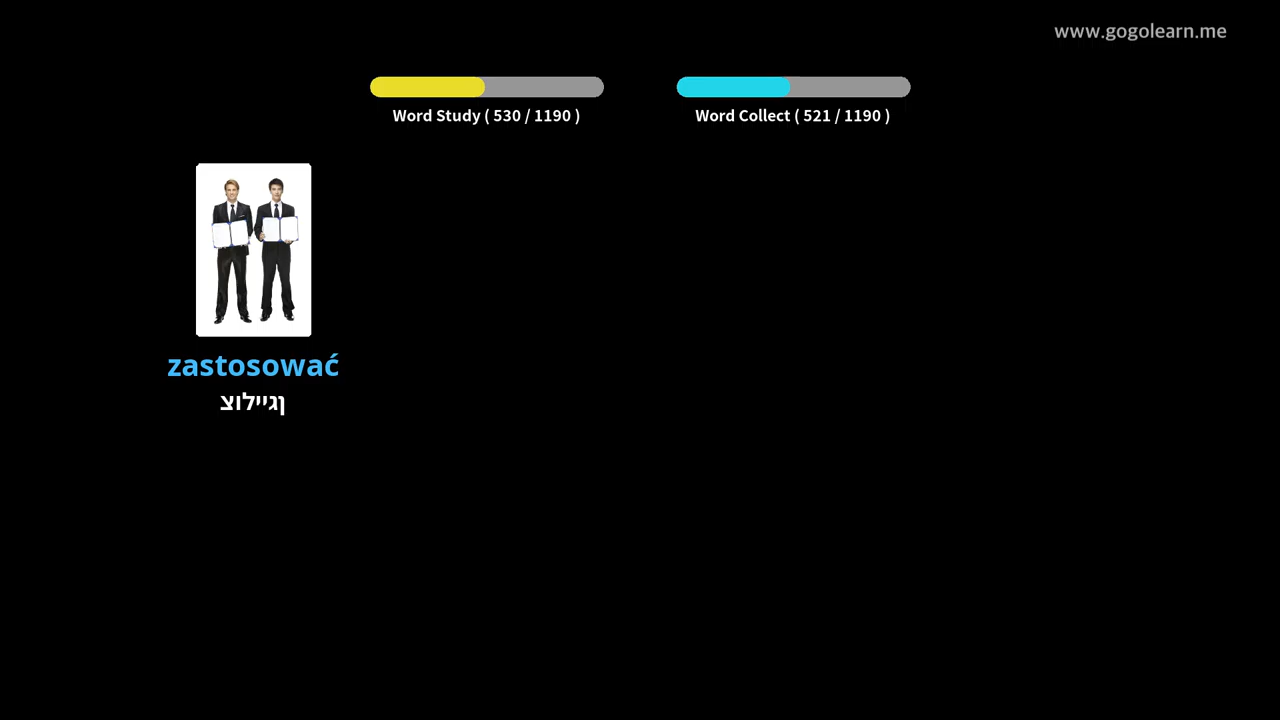 www.gogolearn.me
Word Study ( 530 / 1190 )
Word Collect ( 521 / 1190 )
zastosować
צולייגן